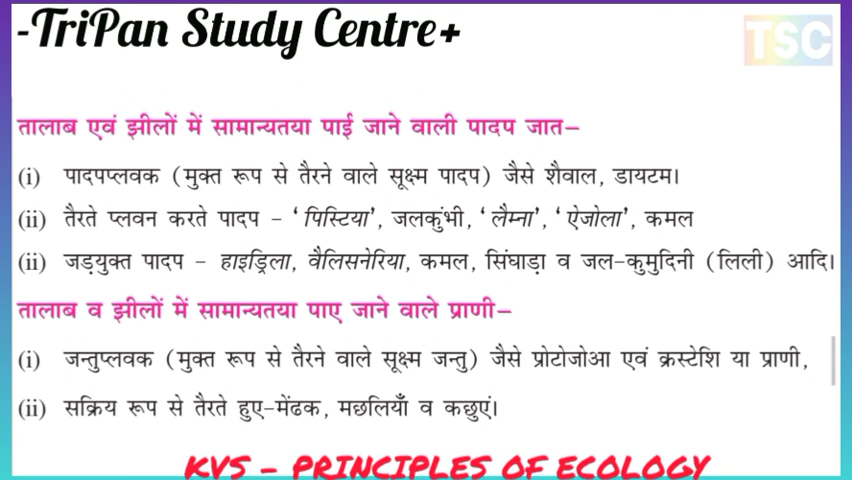 -TriPan Study Centre+
TSC
तालाब एवं झीलों में सामान्यतया पाई जाने वाली पादप जात–
(i) पादपप्लवक (मुक्त रूप से तैरने वाले सूक्ष्म पादप) जैसे शैवाल, डायटम।
(ii) तैरते प्लवन करते पादप – ‘पिस्टिया’, जलकुंभी, ‘लैम्ना’, ‘ऐजोला’, कमल
(ii) जड़युक्त पादप – हाइड्रिला, वैलिसनेरिया, कमल, सिंघाड़ा व जल–कुमुदिनी (लिली) आदि।
तालाब व झीलों में सामान्यतया पाए जाने वाले प्राणी–
(i) जन्तुप्लवक (मुक्त रूप से तैरने वाले सूक्ष्म जन्तु) जैसे प्रोटोजोआ एवं क्रस्टेशि या प्राणी,
(ii) सक्रिय रूप से तैरते हुए–मेंढक, मछलियाँ व कछुएं।
KVS - PRINCIPLES OF ECOLOGY